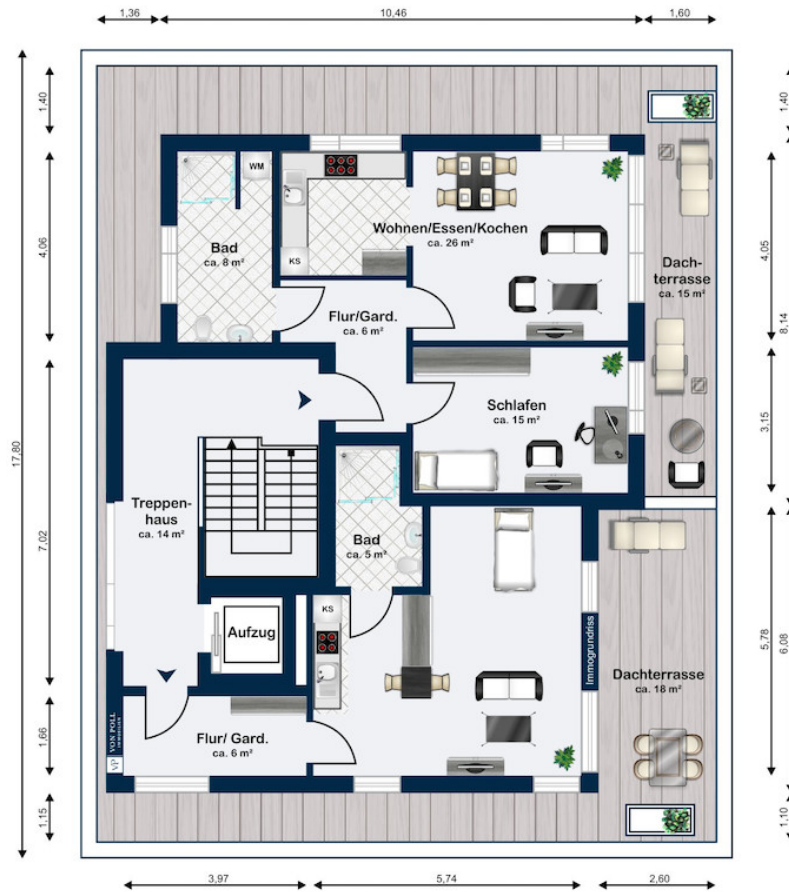 1,36
10,46
1,60
1,40
1,40
WM
Wohnen/Essen/Kochen
ca. 26 m²
Bad
ca. 8 m²
KS
4,06
4,05
Dach-
terrasse
ca. 15 m²
Flur/Gard.
ca. 6 m²
8,14
Schlafen
ca. 15 m²
3,15
17,80
Treppen-
haus
ca. 14 m²
7,02
Bad
ca. 5 m²
KS
Aufzug
Immogrundriss
5,78
6,08
Dachterrasse
ca. 18 m²
Flur/ Gard.
ca. 6 m²
VP
VON POLL
IMMOBILIEN
1,66
1,15
1,10
3,97
5,74
2,60